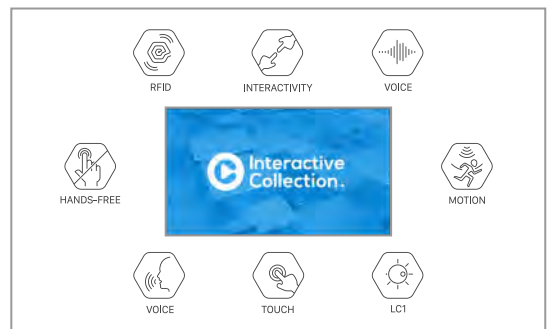 RFID
INTERACTIVITY
VOICE
Interactive
Collection.
HANDS-FREE
MOTION
VOICE
TOUCH
LC1